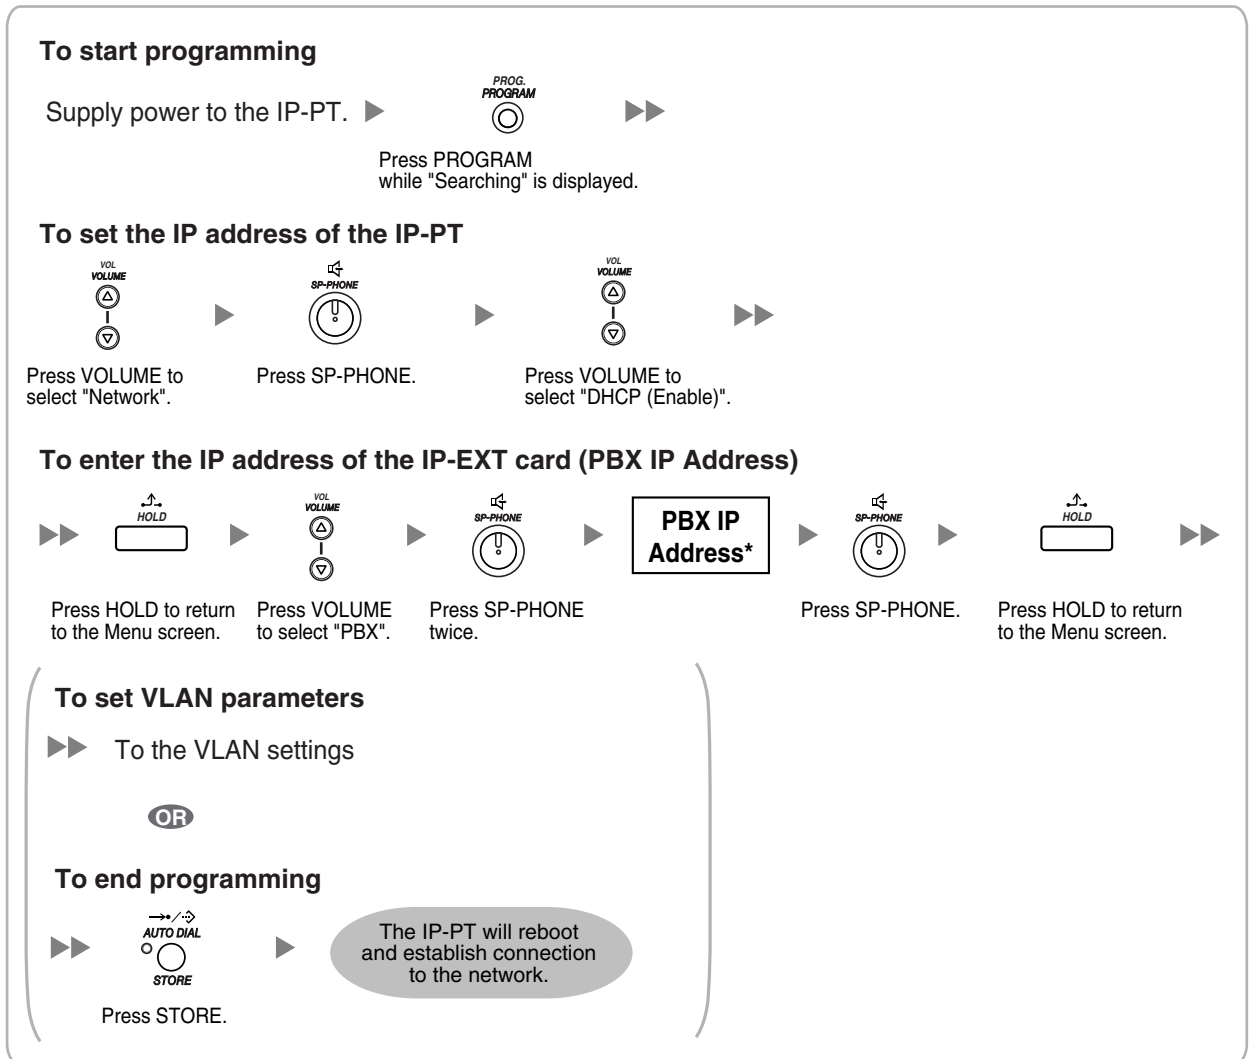 To start programming
Supply power to the IP-PT.
PROG.
PROGRAM
Press PROGRAM
while "Searching" is displayed.
To set the IP address of the IP-PT
VOL
VOLUME
Press VOLUME to
select "Network".
SP-PHONE
Press SP-PHONE.
VOL
VOLUME
Press VOLUME to
select "DHCP (Enable)".
To enter the IP address of the IP-EXT card (PBX IP Address)
HOLD
Press HOLD to return
to the Menu screen.
VOL
VOLUME
Press VOLUME
to select "PBX".
SP-PHONE
Press SP-PHONE
twice.
PBX IP
Address*
SP-PHONE
Press SP-PHONE.
HOLD
Press HOLD to return
to the Menu screen.
To set VLAN parameters
To the VLAN settings
OR
To end programming
AUTO DIAL
STORE
Press STORE.
The IP-PT will reboot
and establish connection
to the network.